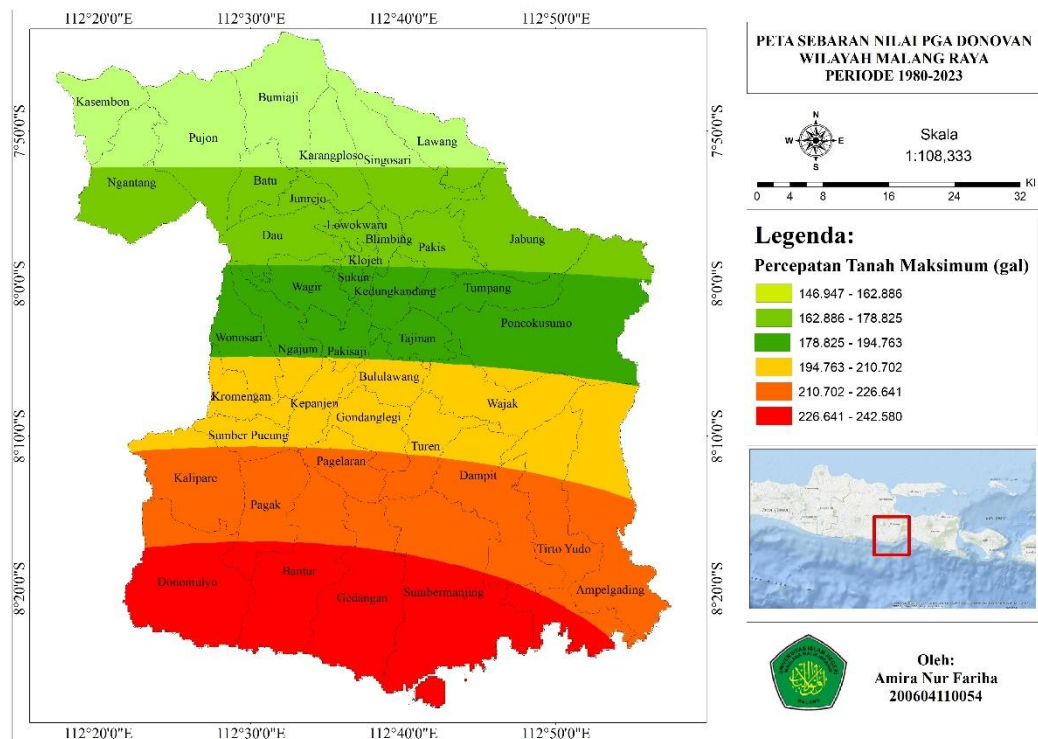 112°20'0"E 112°30'0"E 112°40'0"E 112°50'0"E
7°50'0"S
8°0'0"S
8°10'0"S
8°20'0"S
Kasembon
Bumiaji
Pujon
Lawang
Karangploso
Singosari
Ngantang
Batu
Junrejo
Lowokwaru
Dau
Blimbing
Pakis
Jabung
Klojen
Sukun
Wagir
Kedungkandang
Tumpang
Poncokusumo
Wonosari
Tajinan
Ngajum
Pakisaji
Bululawang
Kromengan
Kepanjen
Wajak
Gondanglegi
Sumber Pucung
Turen
Pagelaran
Kalipare
Dampit
Pagak
Tirto Yudo
Donomulyo
Bantur
Gedangan
Sumbermanjing
Ampelgading
7°50'0"S
8°0'0"S
8°10'0"S
8°20'0"S
112°20'0"E 112°30'0"E 112°40'0"E 112°50'0"E
PETA SEBARAN NILAI PGA DONOVAN
WILAYAH MALANG RAYA
PERIODE 1980-2023
N
W E
S
Skala
1:108,333
Kl
0 2 4 8 16 24 32
Legenda:
Percepatan Tanah Maksimum (gal)
146.947 - 162.886
162.886 - 178.825
178.825 - 194.763
194.763 - 210.702
210.702 - 226.641
226.641 - 242.580
UNIVERSITAS ISLAM NEGERI
MALANG
Oleh:
Amira Nur Fariha
200604110054